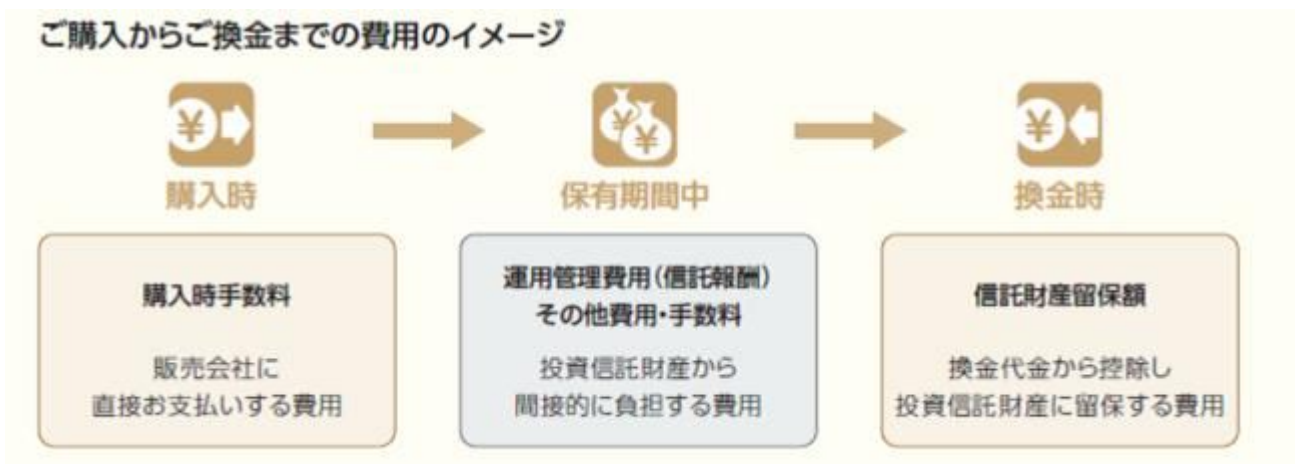 ご購入からご換金までの費用のイメージ
購入時
保有期間中
換金時
購入時手数料
販売会社に
直接お支払いする費用
運用管理費用(信託報酬)
その他費用・手数料
投資信託財産から
間接的に負担する費用
信託財産留保額
換金代金から控除し
投資信託財産に留保する費用